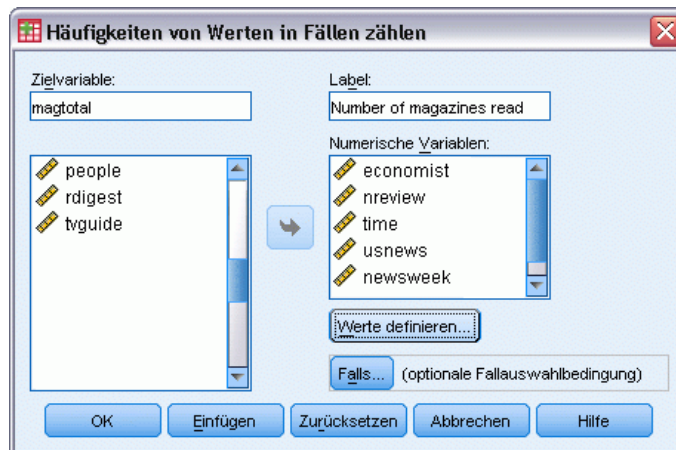 Häufigkeiten von Werten in Fällen zählen
Zielvariable:
magtotal
Label:
Number of magazines read
people
rdigest
tvguide
Numerische Variablen:
economist
nreview
time
usnews
newsweek
Werte definieren...
Falls... (optionale Fallauswahlbedingung)
OK Einfügen Zurücksetzen Abbrechen Hilfe